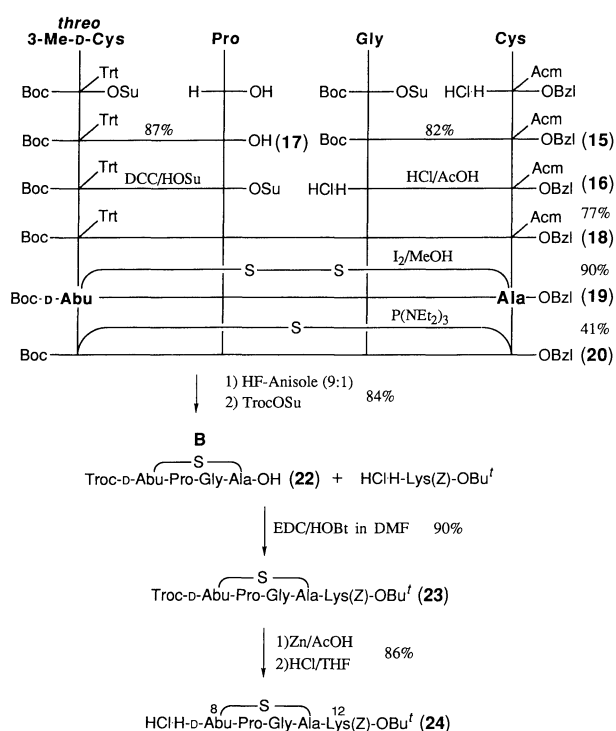 threo
3-Me-D-Cys Pro Gly Cys
Trt Acm
Boc OSu H OH Boc OSu HCl·H OBzl
Trt 87% 82% Acm
Boc OH (17) Boc OBzl (15)
Trt DCC/HOSu HCl/AcOH Acm
Boc OSu HCl·H OBzl (16)
Trt Acm 77%
Boc OBzl (18)
S S I₂/MeOH 90%
Boc-D-Abu Ala OBzl (19)
S P(NEt₂)₃ 41%
Boc OBzl (20)
1) HF-Anisole (9:1)
2) TrocOSu 84%
B
S
Troc-D-Abu-Pro-Gly-Ala-OH (22) + HCl·H-Lys(Z)-OBuᵗ
EDC/HOBt in DMF 90%
S
Troc-D-Abu-Pro-Gly-Ala-Lys(Z)-OBuᵗ (23)
1)Zn/AcOH
2)HCl/THF 86%
8 S 12
HCl·H-D-Abu-Pro-Gly-Ala-Lys(Z)-OBuᵗ (24)